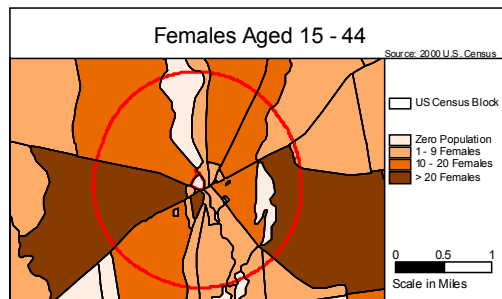 Females Aged 15 - 44
Source: 2000 U.S. Census
US Census Block
Zero Population
1 - 9 Females
10 - 20 Females
> 20 Females
0 0.5 1
Scale in Miles